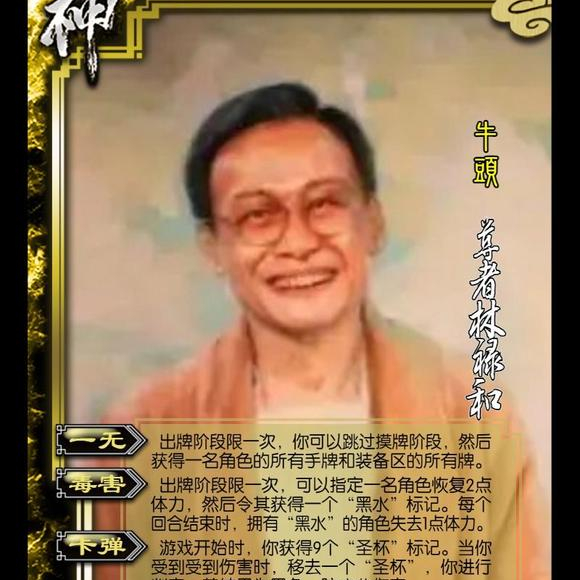 神
牛頭
尊者林禄和
一无
出牌阶段限一次，你可以跳过摸牌阶段，然后
获得一名角色的所有手牌和装备区的所有牌。
毒害
出牌阶段限一次，可以指定一名角色恢复2点
体力，然后令其获得一个“黑水”标记。每个
回合结束时，拥有“黑水”的角色失去1点体力。
卡弹
游戏开始时，你获得9个“圣杯”标记。当你
受到受到伤害时，移去一个“圣杯”，你进行